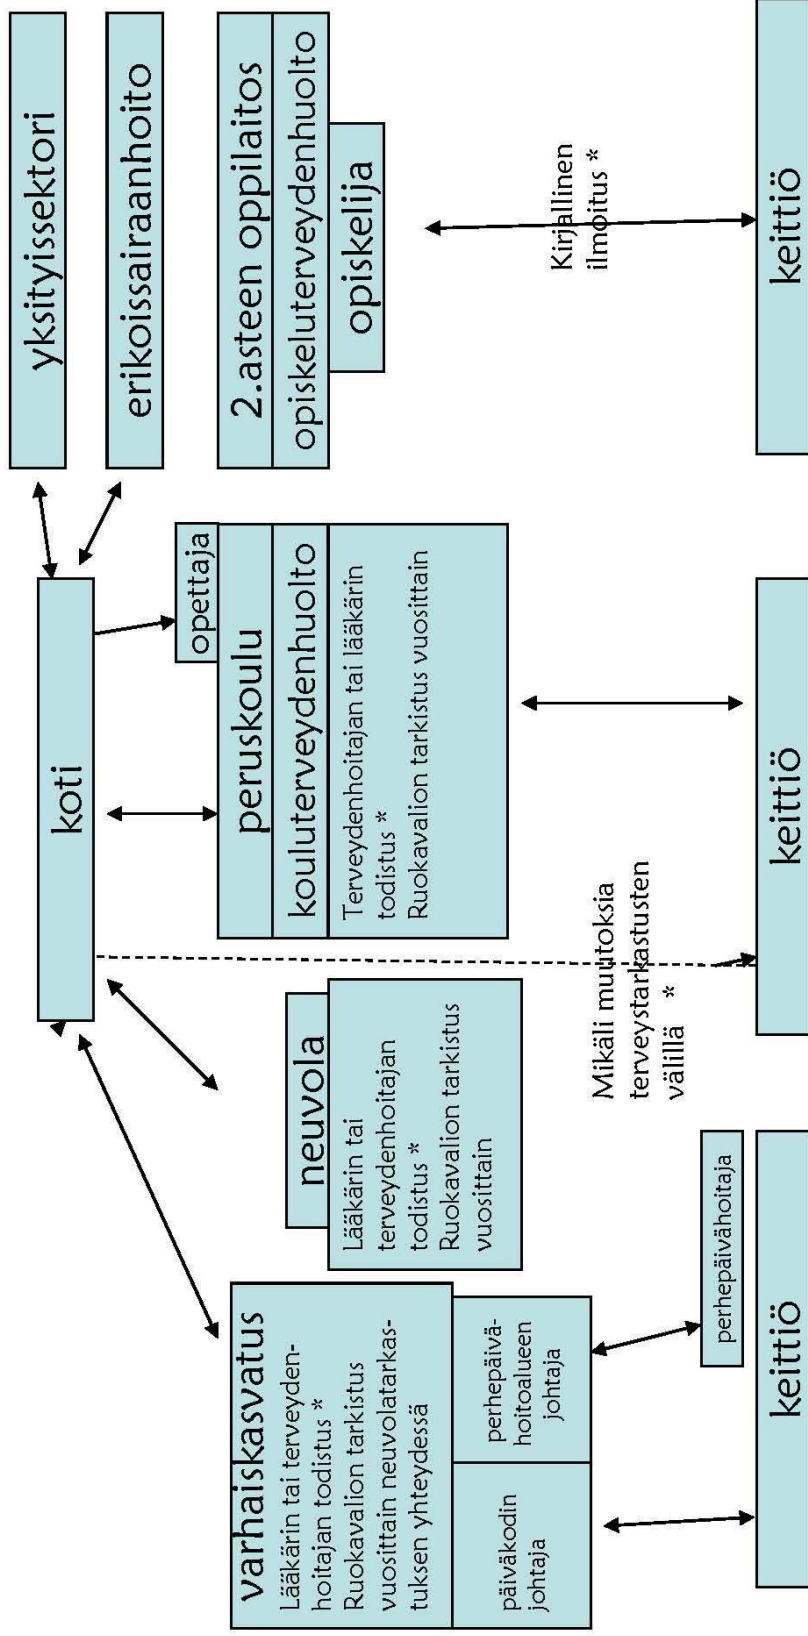 koti
yksityissektori
erikoissairaanhoito
varhaiskasvatus
Lääkärin tai terveyden-
hoitajan todistus *
Ruokavalion tarkistus
vuosittain neuvolatarkas-
tuksen yhteydessä
päiväkodin
johtaja
perhepäivä-
hoitoalueen
johtaja
perhepäivähoitaja
keittiö
neuvola
Lääkärin tai
terveydenhoitajan
todistus *
Ruokavalion tarkistus
vuosittain
Mikäli muutoksia
terveystarkastusten
välillä *
opettaja
peruskoulu
kouluterveydenhuolto
Terveydenhoitajan tai lääkärin
todistus *
Ruokavalion tarkistus vuosittain
keittiö
2.asteen oppilaitos
opiskeluterveydenhuolto
opiskelija
Kirjallinen
ilmoitus *
keittiö